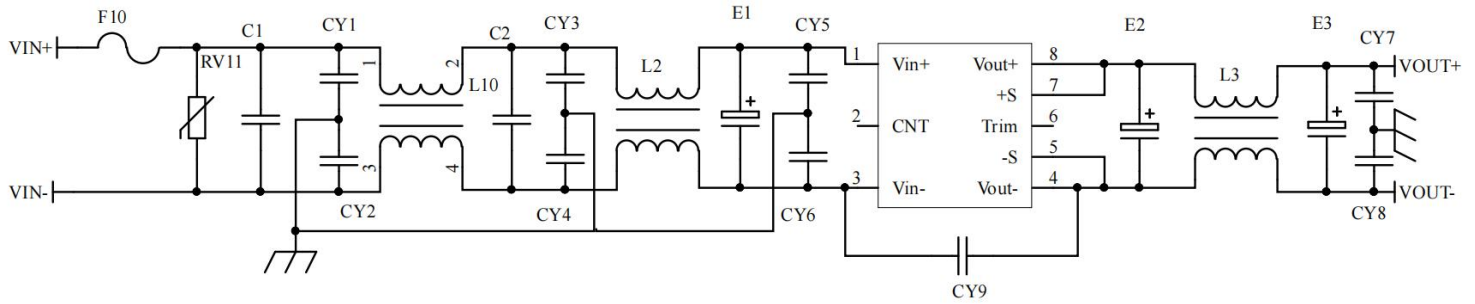 F10
C1
CY1
C2
CY3
E1
CY5
E2
E3
CY7
VIN+
RV11
1
2
L10
L2
1
Vin+
Vout+
8
L3
VOUT+
+S
7
2
CNT
Trim
6
-S
5
VIN-
3
4
3
Vin-
Vout-
4
VOUT-
CY2
CY4
CY6
CY8
CY9
+
+
+